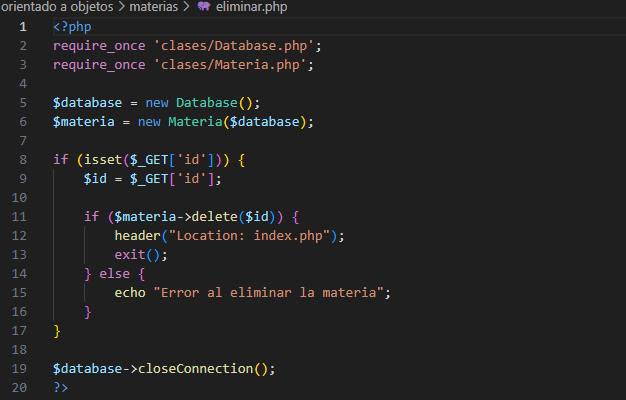 orientado a objetos > materias > eliminar.php
1 <?php
2 require_once 'clases/Database.php';
3 require_once 'clases/Materia.php';
4
5 $database = new Database();
6 $materia = new Materia($database);
7
8 if (isset($_GET['id'])) {
9     $id = $_GET['id'];
10
11     if ($materia->delete($id)) {
12         header("Location: index.php");
13         exit();
14     } else {
15         echo "Error al eliminar la materia";
16     }
17 }
18
19 $database->closeConnection();
20 ?>